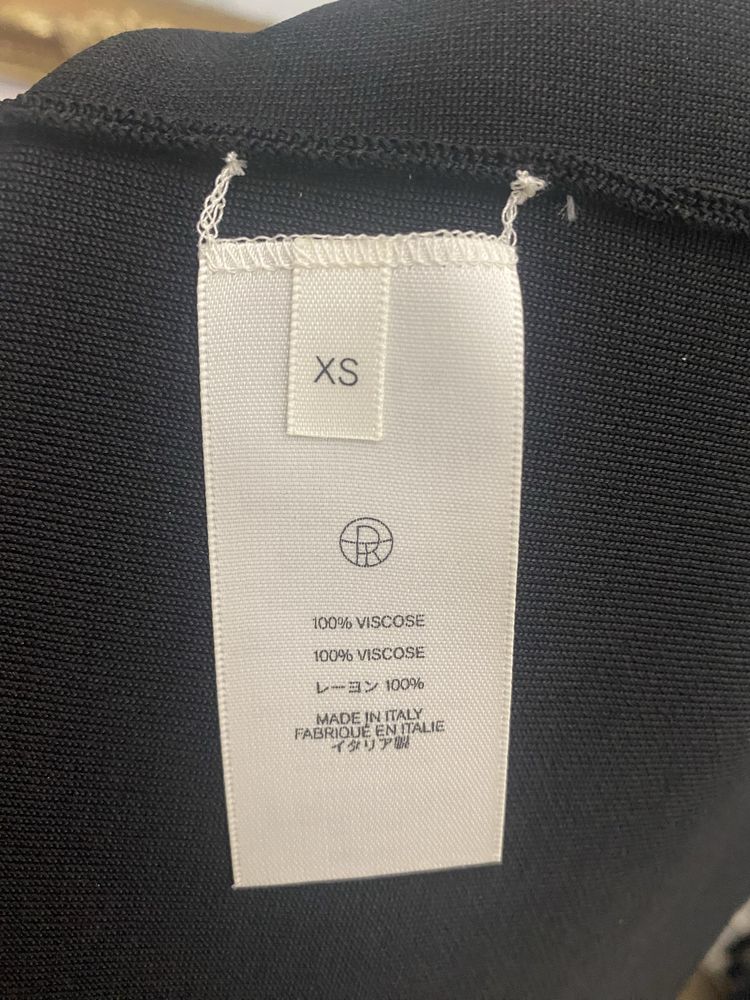 XS
100% VISCOSE
100% VISCOSE
レーヨン 100%
MADE IN ITALY
FABRIQUÉ EN ITALIE
イタリア製